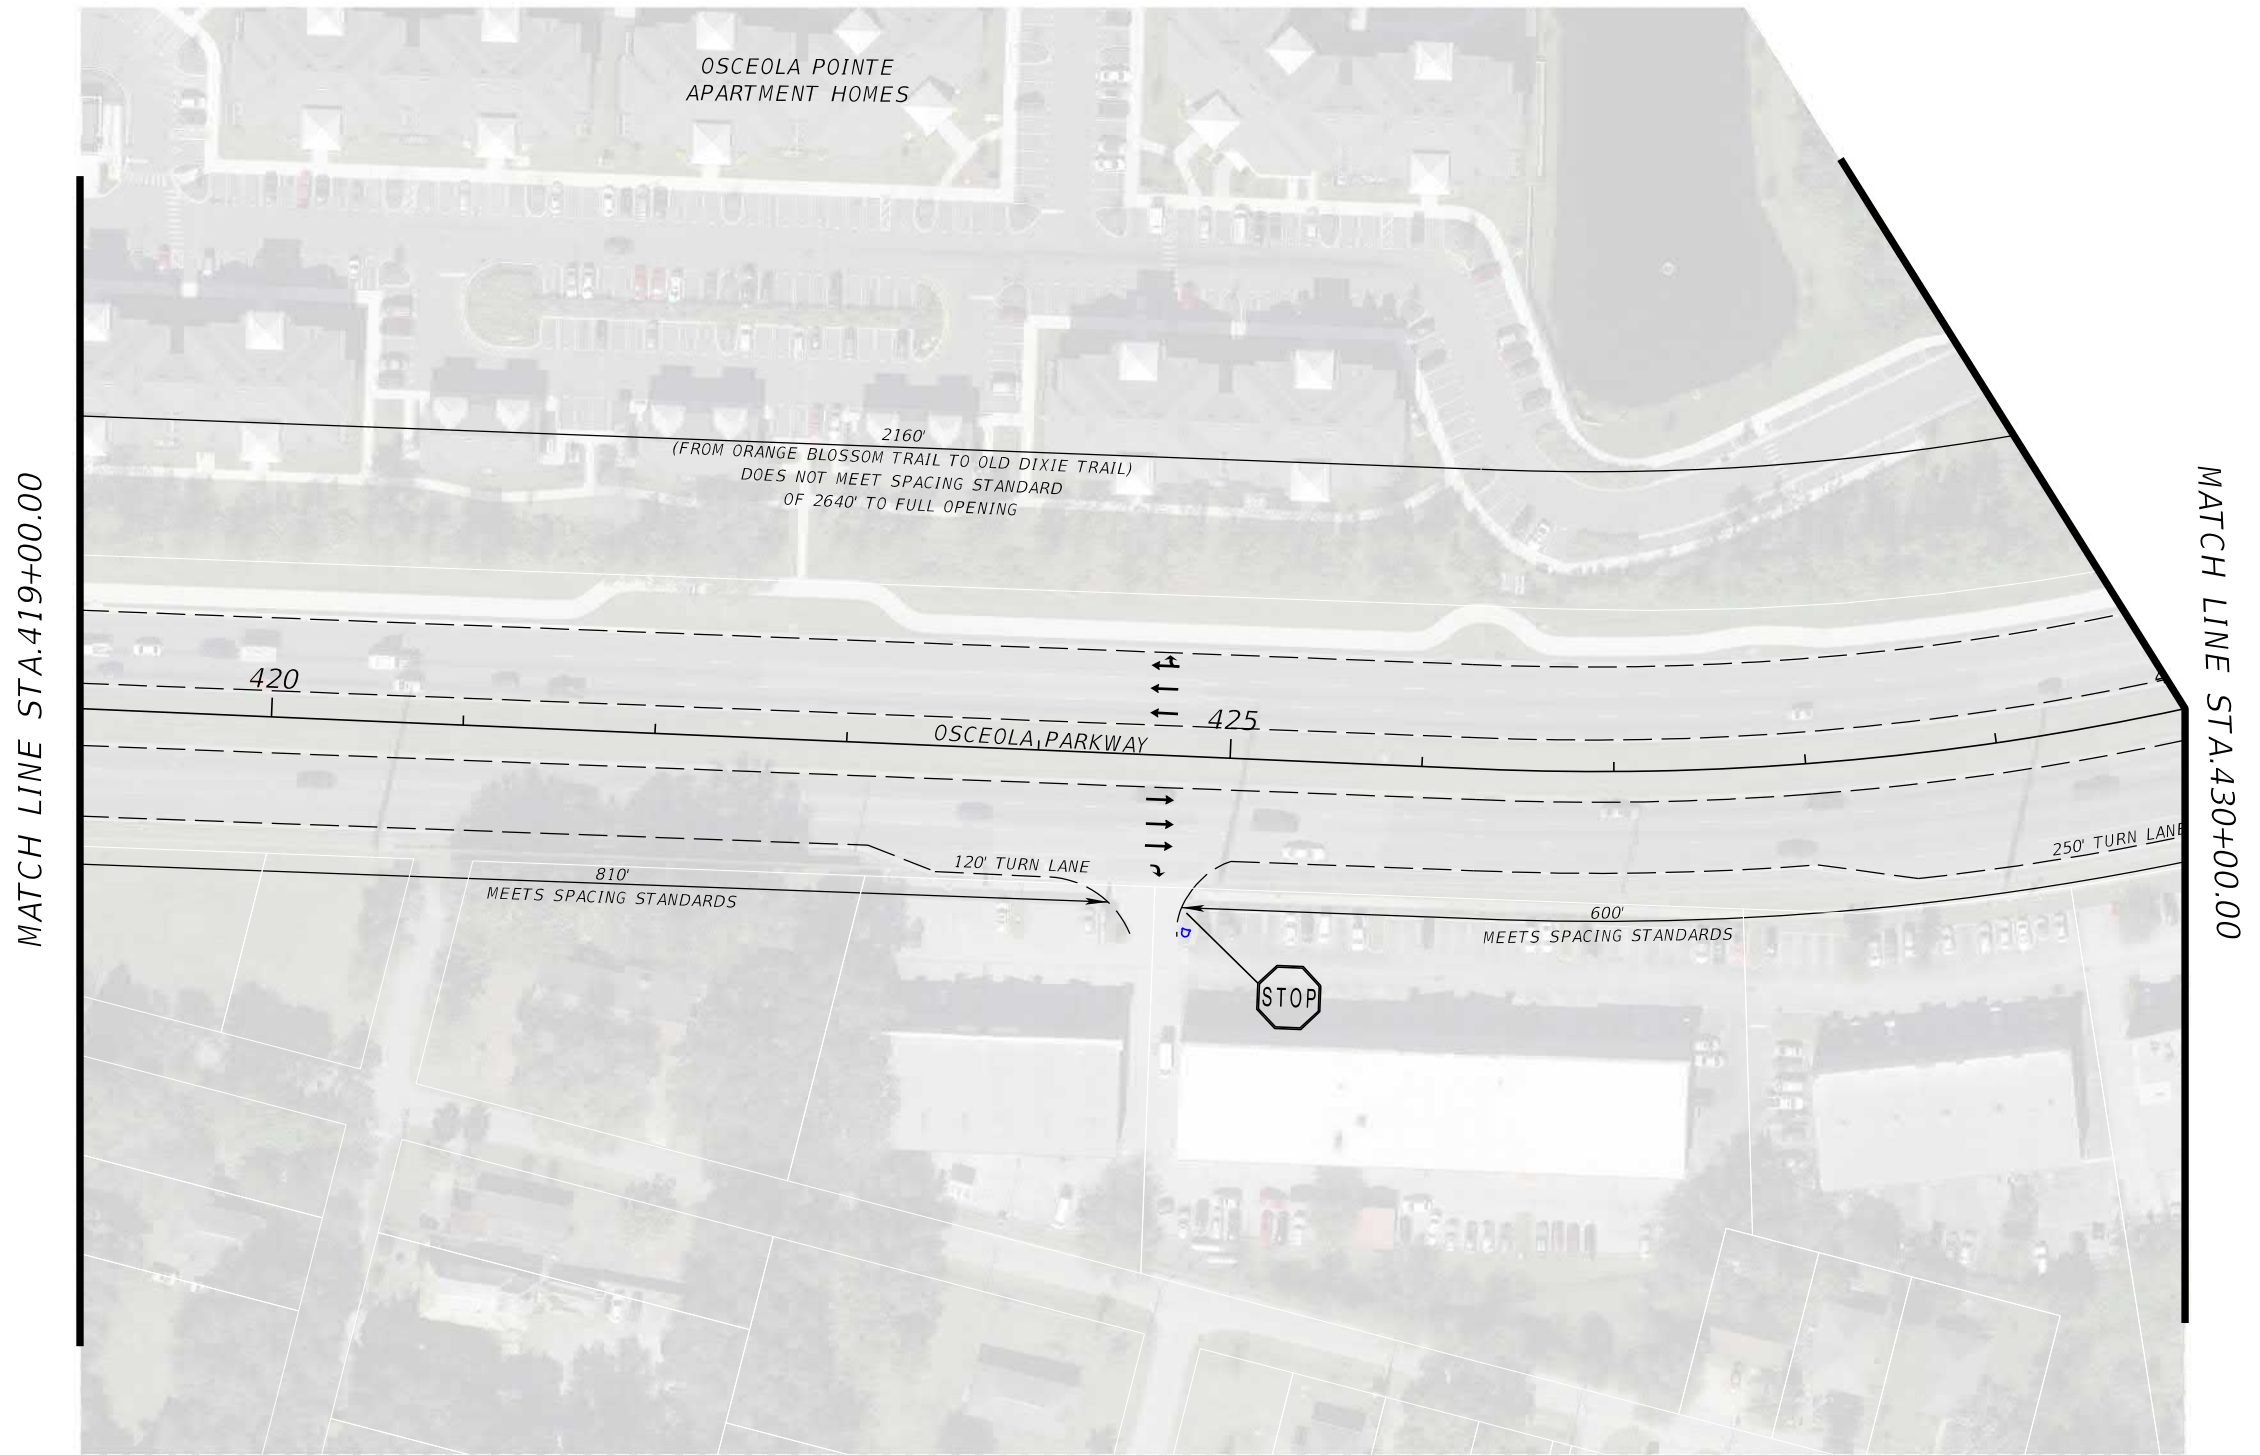 OSCEOLA POINTE
APARTMENT HOMES
2160'
(FROM ORANGE BLOSSOM TRAIL TO OLD DIXIE TRAIL)
DOES NOT MEET SPACING STANDARD
OF 2640' TO FULL OPENING
MATCH LINE STA.419+00.00
MATCH LINE STA.430+00.00
420
425
OSCEOLA PARKWAY
250' TURN LANE
120' TURN LANE
810'
MEETS SPACING STANDARDS
600'
MEETS SPACING STANDARDS
STOP